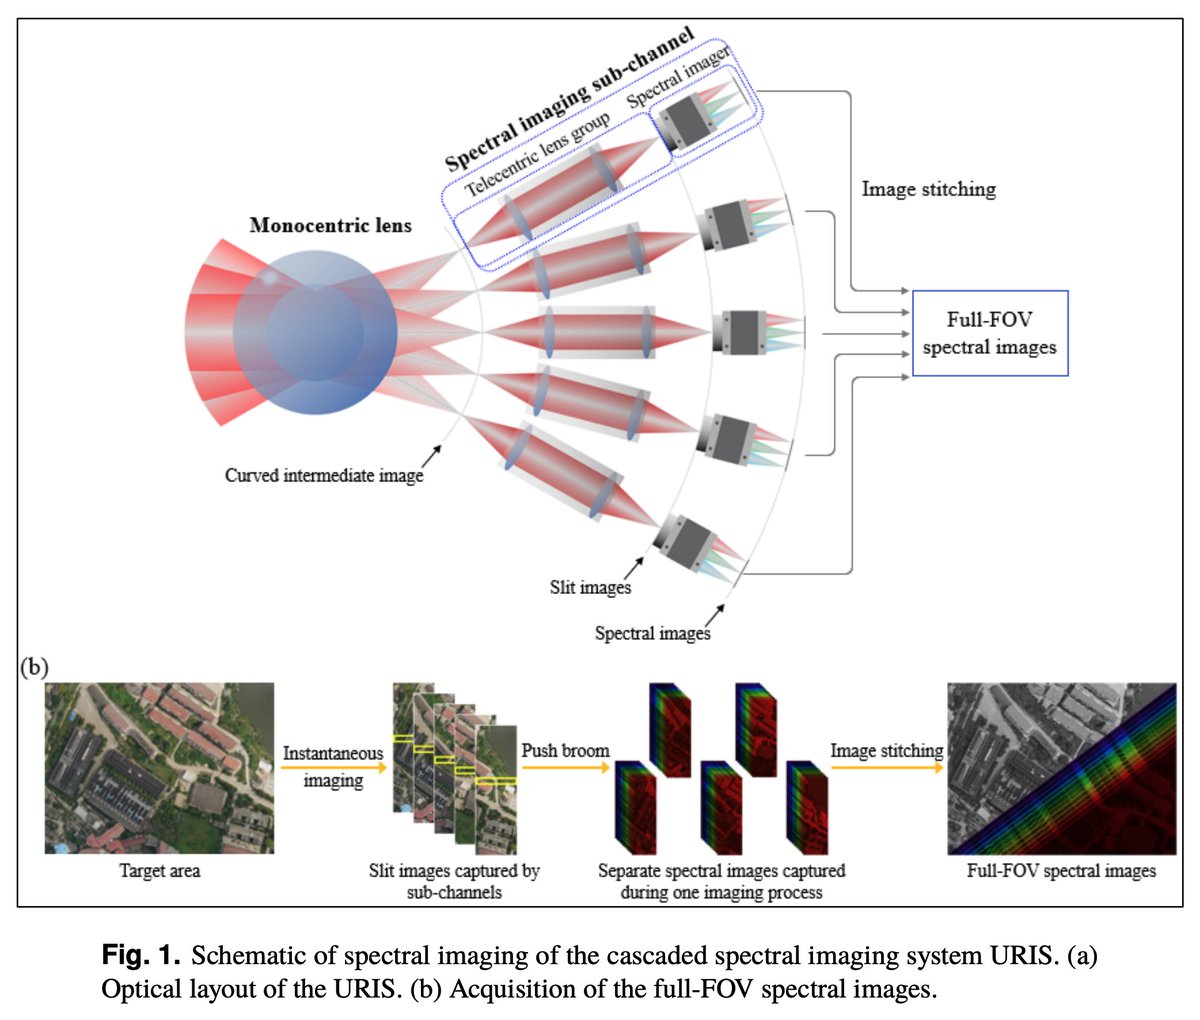 Spectral imaging sub-channel
Spectral imager
Telecentric lens group
Monocentric lens
Image stitching
Full-FOV
spectral images
Curved intermediate image
Slit images
Spectral images
(b)
Instantaneous
imaging
Push broom
Image stitching
Target area
Slit images captured by
sub-channels
Separate spectral images captured
during one imaging process
Full-FOV spectral images
Fig. 1. Schematic of spectral imaging of the cascaded spectral imaging system URIS. (a)
Optical layout of the URIS. (b) Acquisition of the full-FOV spectral images.